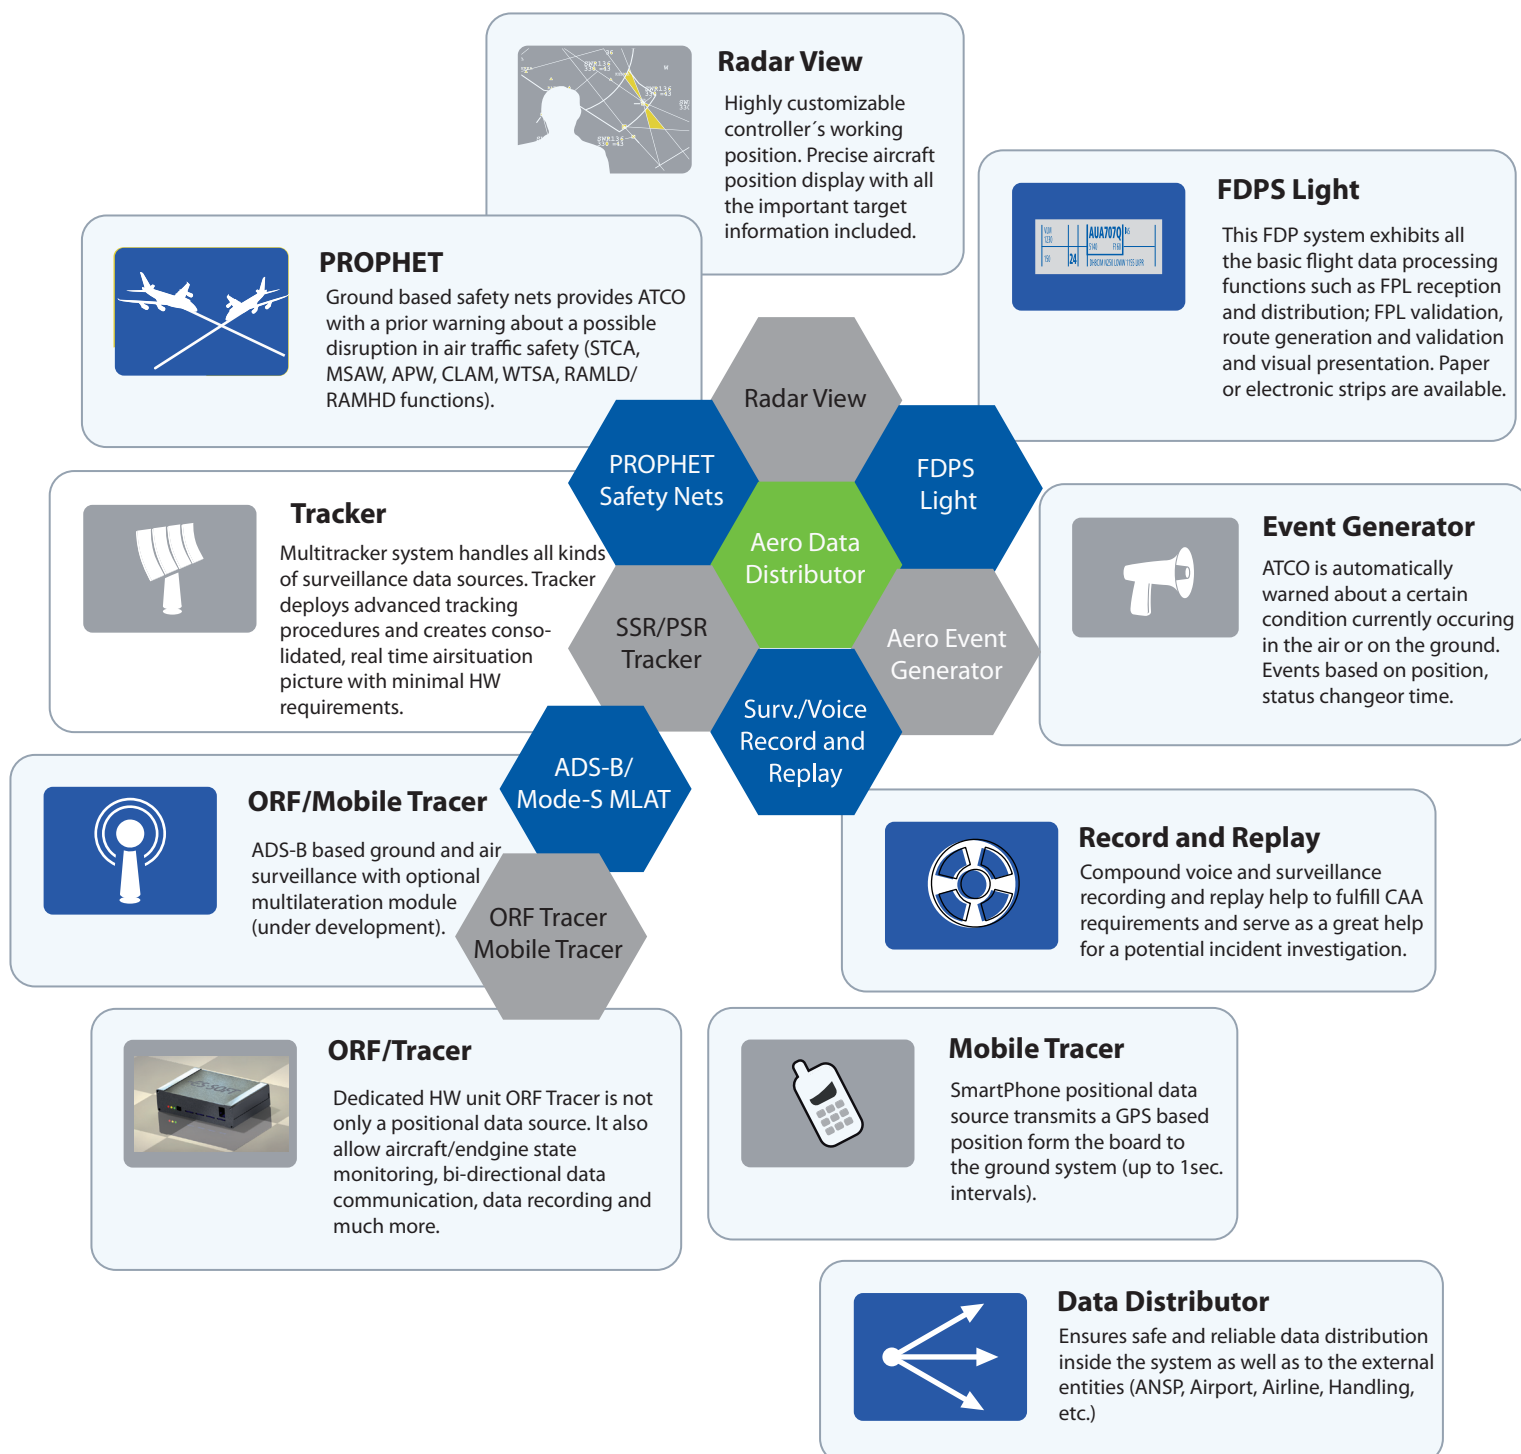 Radar View
Highly customizable
controller´s working
position. Precise aircraft
position display with all
the important target
information included.
FDPS Light
This FDP system exhibits all
the basic flight data processing
functions such as FPL reception
and distribution; FPL validation,
route generation and validation
and visual presentation. Paper
or electronic strips are available.
AUA707Q
24
PROPHET
Ground based safety nets provides ATCO
with a prior warning about a possible
disruption in air traffic safety (STCA,
MSAW, APW, CLAM, WTSA, RAMLD/
RAMHD functions).
Radar View
PROPHET
Safety Nets
FDPS
Light
Aero Data
Distributor
SSR/PSR
Tracker
Aero Event
Generator
Surv./Voice
Record and
Replay
ADS-B/
Mode-S MLAT
ORF Tracer
Mobile Tracer
Tracker
Multitracker system handles all kinds
of surveillance data sources. Tracker
deploys advanced tracking
procedures and creates conso-
lidated, real time airsituation
picture with minimal HW
requirements.
Event Generator
ATCO is automatically
warned about a certain
condition currently occuring
in the air or on the ground.
Events based on position,
status changeor time.
ORF/Mobile Tracer
ADS-B based ground and air
surveillance with optional
multilateration module
(under development).
Record and Replay
Compound voice and surveillance
recording and replay help to fulfill CAA
requirements and serve as a great help
for a potential incident investigation.
ORF/Tracer
Dedicated HW unit ORF Tracer is not
only a positional data source. It also
allow aircraft/endgine state
monitoring, bi-directional data
communication, data recording and
much more.
Mobile Tracer
SmartPhone positional data
source transmits a GPS based
position form the board to
the ground system (up to 1sec.
intervals).
Data Distributor
Ensures safe and reliable data distribution
inside the system as well as to the external
entities (ANSP, Airport, Airline, Handling,
etc.)